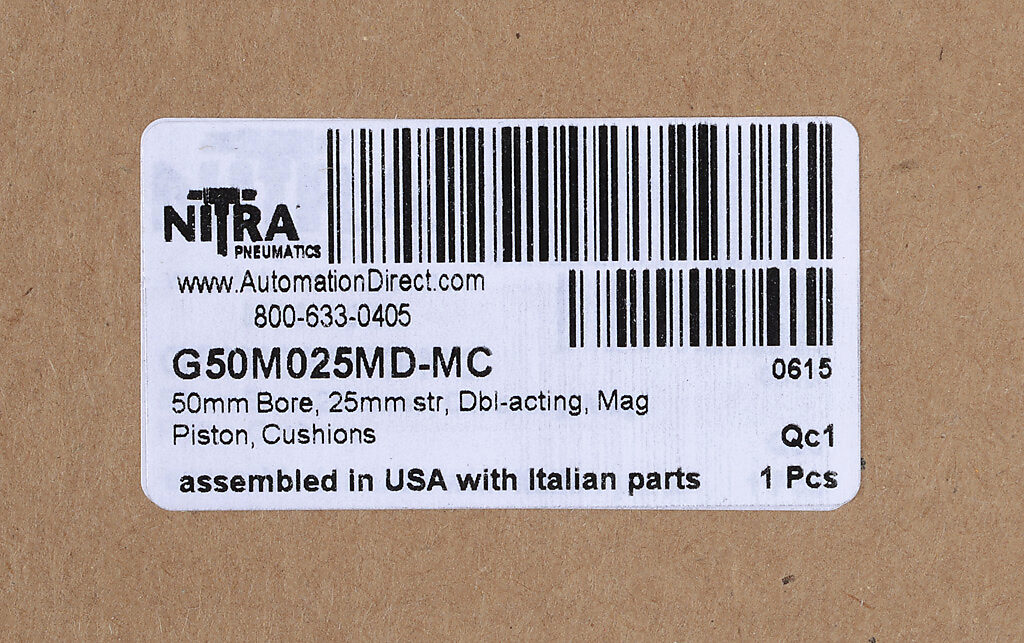 NITRA
PNEUMATICS
www.AutomationDirect.com
800-633-0405
G50M025MD-MC
0615
50mm Bore, 25mm str, Dbl-acting, Mag
Piston, Cushions
Qc1
assembled in USA with Italian parts
1 Pcs